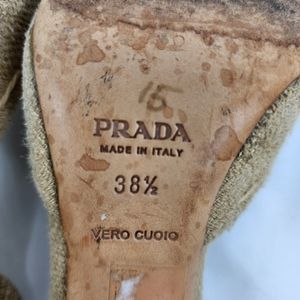 15
PRADA
MADE IN ITALY
38½
VERO CUOIO